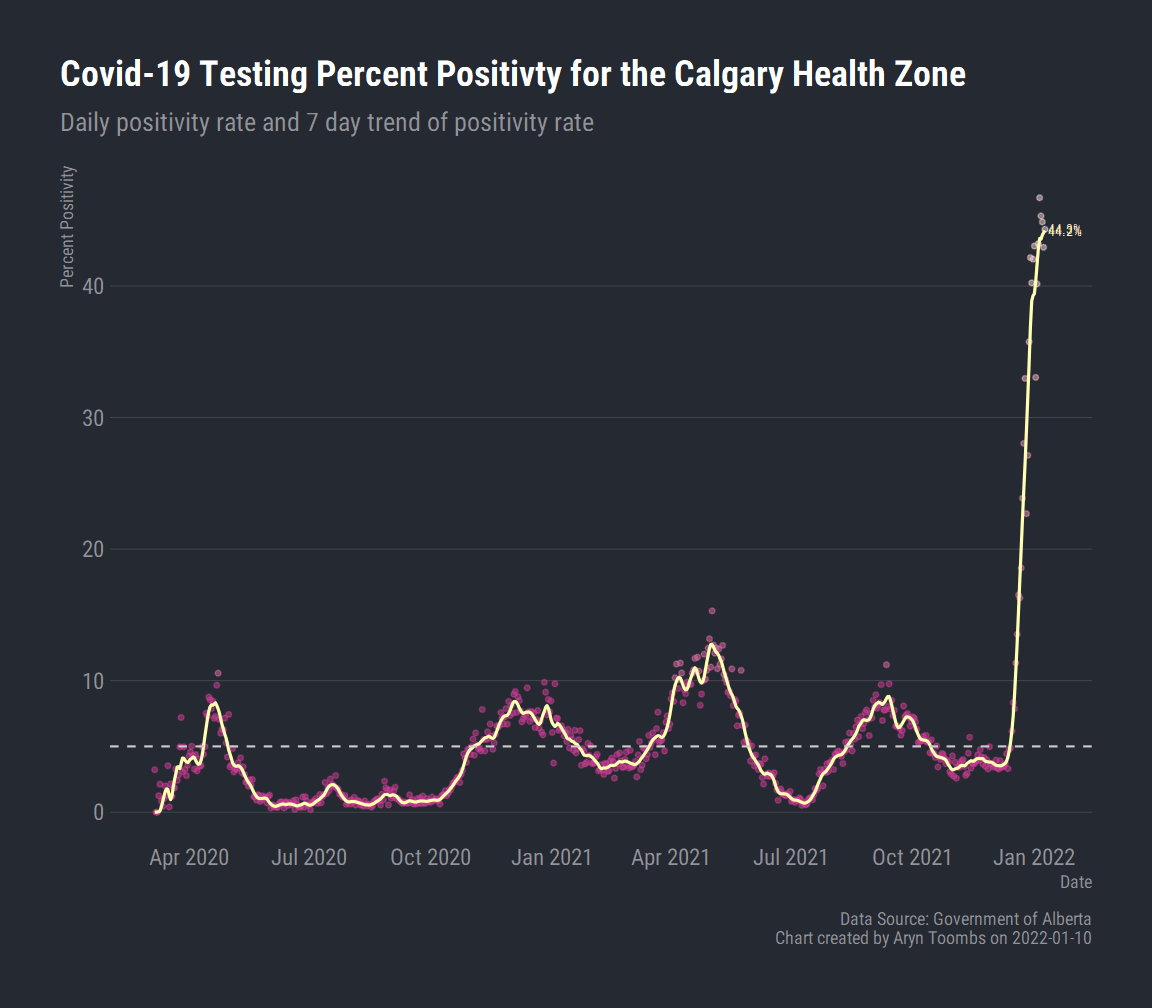 Covid-19 Testing Percent Positivty for the Calgary Health Zone
Daily positivity rate and 7 day trend of positivity rate
Percent Positivity
40
30
20
10
0
44.2%
Apr 2020 Jul 2020 Oct 2020 Jan 2021 Apr 2021 Jul 2021 Oct 2021 Jan 2022
Date
Data Source: Government of Alberta
Chart created by Aryn Toombs on 2022-01-10